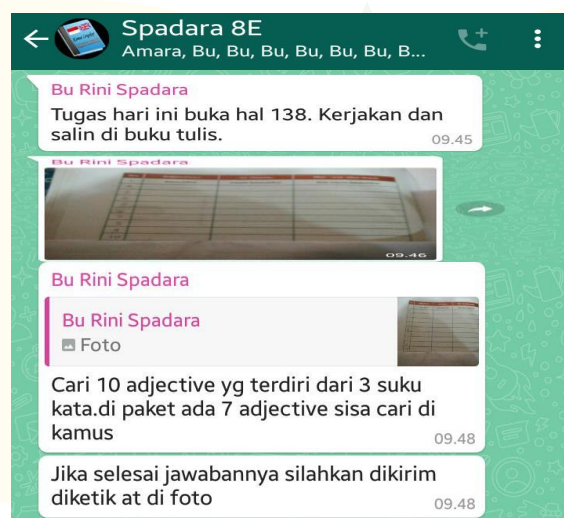 Spadara 8E
Amara, Bu, Bu, Bu, Bu, Bu, Bu, B...
Bu Rini Spadara
Tugas hari ini buka hal 138. Kerjakan dan
salin di buku tulis.
09.45
Bu Rini Spadara
09.46
Bu Rini Spadara
Bu Rini Spadara
Foto
Cari 10 adjective yg terdiri dari 3 suku
kata.di paket ada 7 adjective sisa cari di
kamus
09.48
Jika selesai jawabannya silahkan dikirim
diketik at di foto
09.48